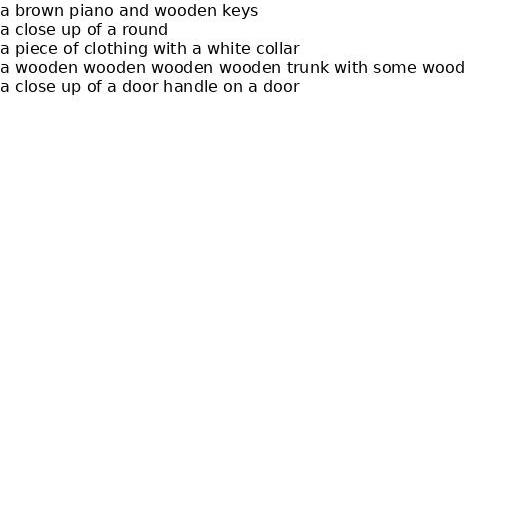 a brown piano and wooden keys
a close up of a round
a piece of clothing with a white collar
a wooden wooden wooden wooden trunk with some wood
a close up of a door handle on a door